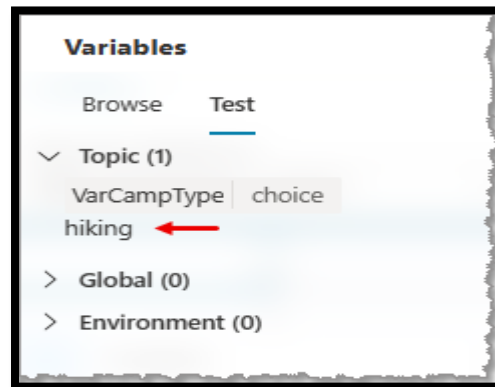 Variables
Browse Test
Topic (1)
VarCampType choice
hiking
Global (0)
Environment (0)